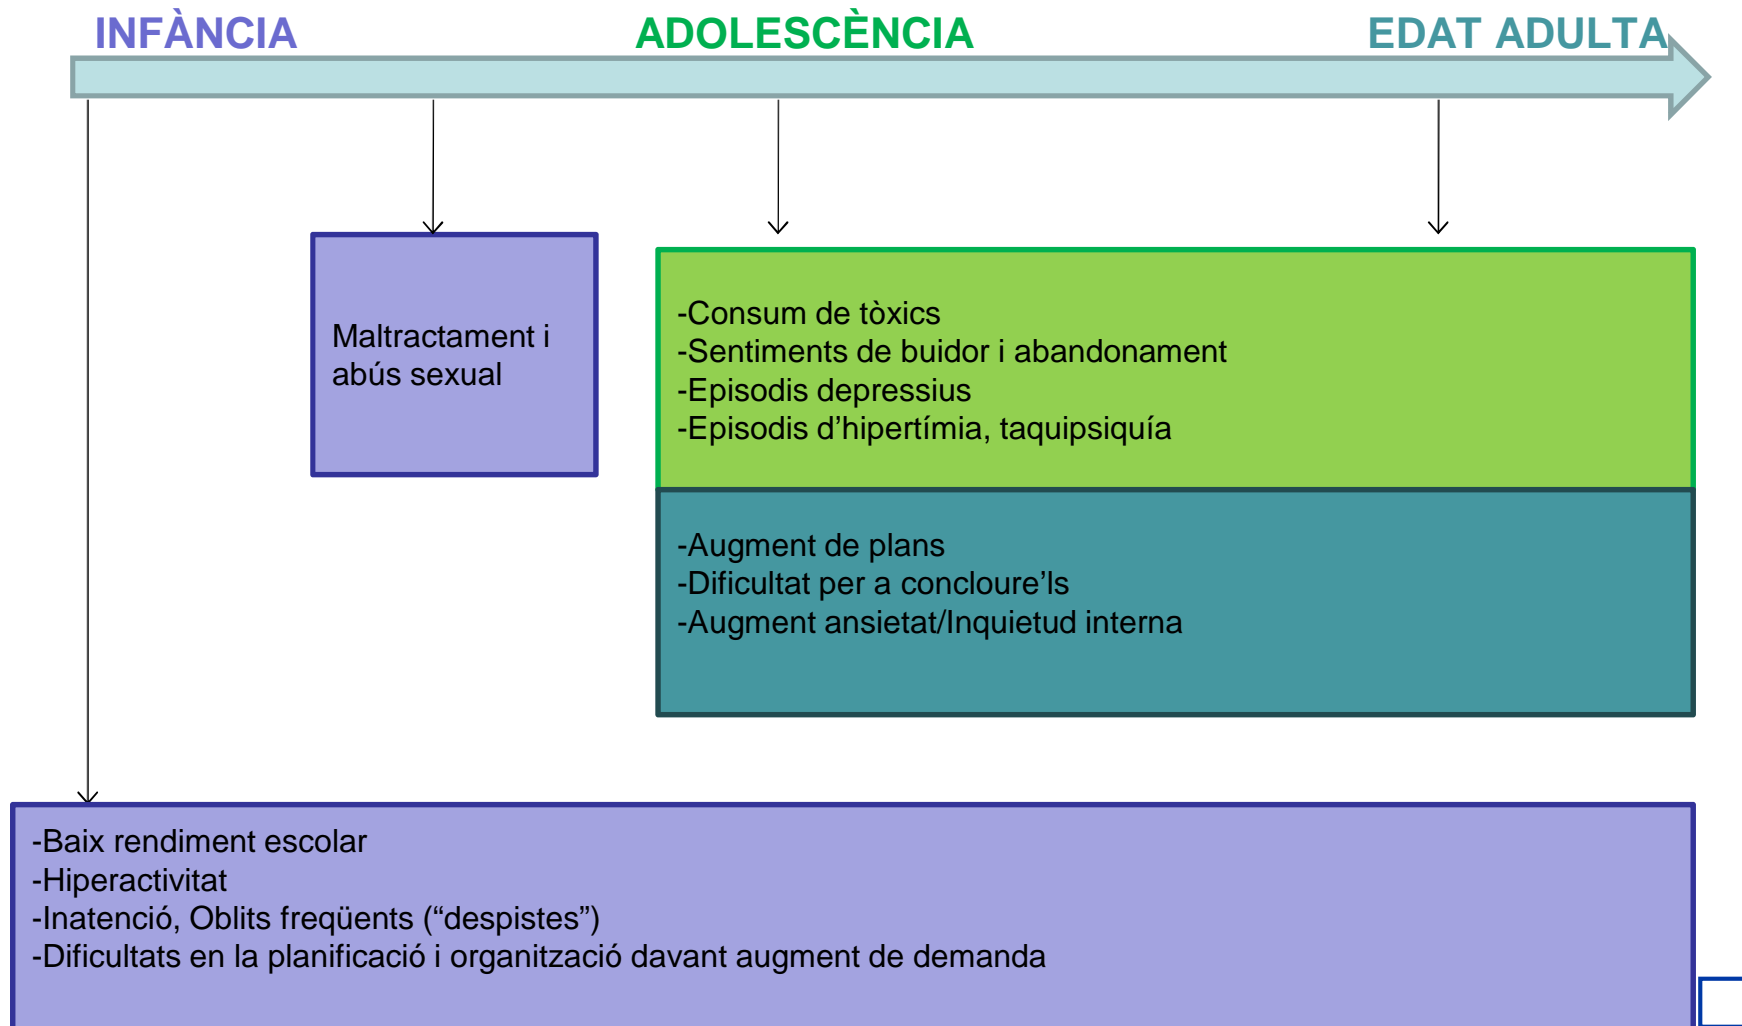 INFÀNCIA
ADOLESCÈNCIA
EDAT ADULTA
Maltractament i
abús sexual
-Consum de tòxics
-Sentiments de buidor i abandonament
-Episodis depressius
-Episodis d’hipertímia, taquipsiquía
-Augment de plans
-Dificultat per a concloure’ls
-Augment ansietat/Inquietud interna
-Baix rendiment escolar
-Hiperactivitat
-Inatenció, Oblits freqüents (“despistes”)
-Dificultats en la planificació i organització davant augment de demanda